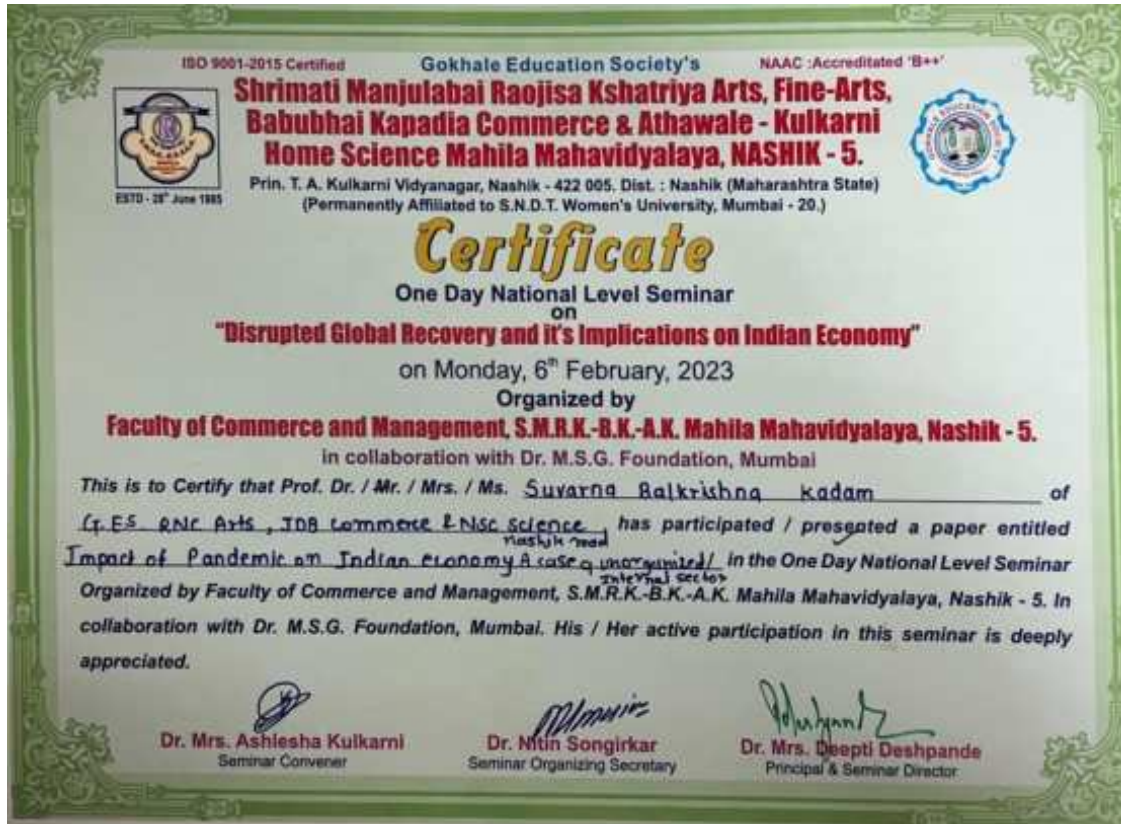 ISO 9001-2015 Certified Gokhale Education Society's NAAC :Accreditated 'B++'
Shrimati Manjulabai Raojisa Kshatriya Arts, Fine-Arts,
Babubhai Kapadia Commerce & Athawale - Kulkarni
Home Science Mahila Mahavidyalaya, NASHIK - 5.
ESTD - 28th June 1985
Prin. T. A. Kulkarni Vidyanagar, Nashik - 422 005. Dist. : Nashik (Maharashtra State)
(Permanently Affiliated to S.N.D.T. Women's University, Mumbai - 20.)
GOKHALE EDUCATION SOCIETY
Certificate
One Day National Level Seminar
on
"Disrupted Global Recovery and it's Implications on Indian Economy"
on Monday, 6th February, 2023
Organized by
Faculty of Commerce and Management, S.M.R.K.-B.K.-A.K. Mahila Mahavidyalaya, Nashik - 5.
in collaboration with Dr. M.S.G. Foundation, Mumbai
This is to Certify that Prof. Dr. / Mr. / Mrs. / Ms. Suvarna Balkrishna Kadam of
G.E.S RNC Arts, JDB Commerce & NSC Science, has participated / presented a paper entitled
Nashik road
Impact of Pandemic on Indian economy A case of unorganized/ in the One Day National Level Seminar
sector
Organized by Faculty of Commerce and Management, S.M.R.K.-B.K.-A.K. Mahila Mahavidyalaya, Nashik - 5. In
collaboration with Dr. M.S.G. Foundation, Mumbai. His / Her active participation in this seminar is deeply
appreciated.
Dr. Mrs. Ashlesha Kulkarni Dr. Nitin Songirkar Dr. Mrs. Deepti Deshpande
Seminar Convener Seminar Organizing Secretary Principal & Seminar Director